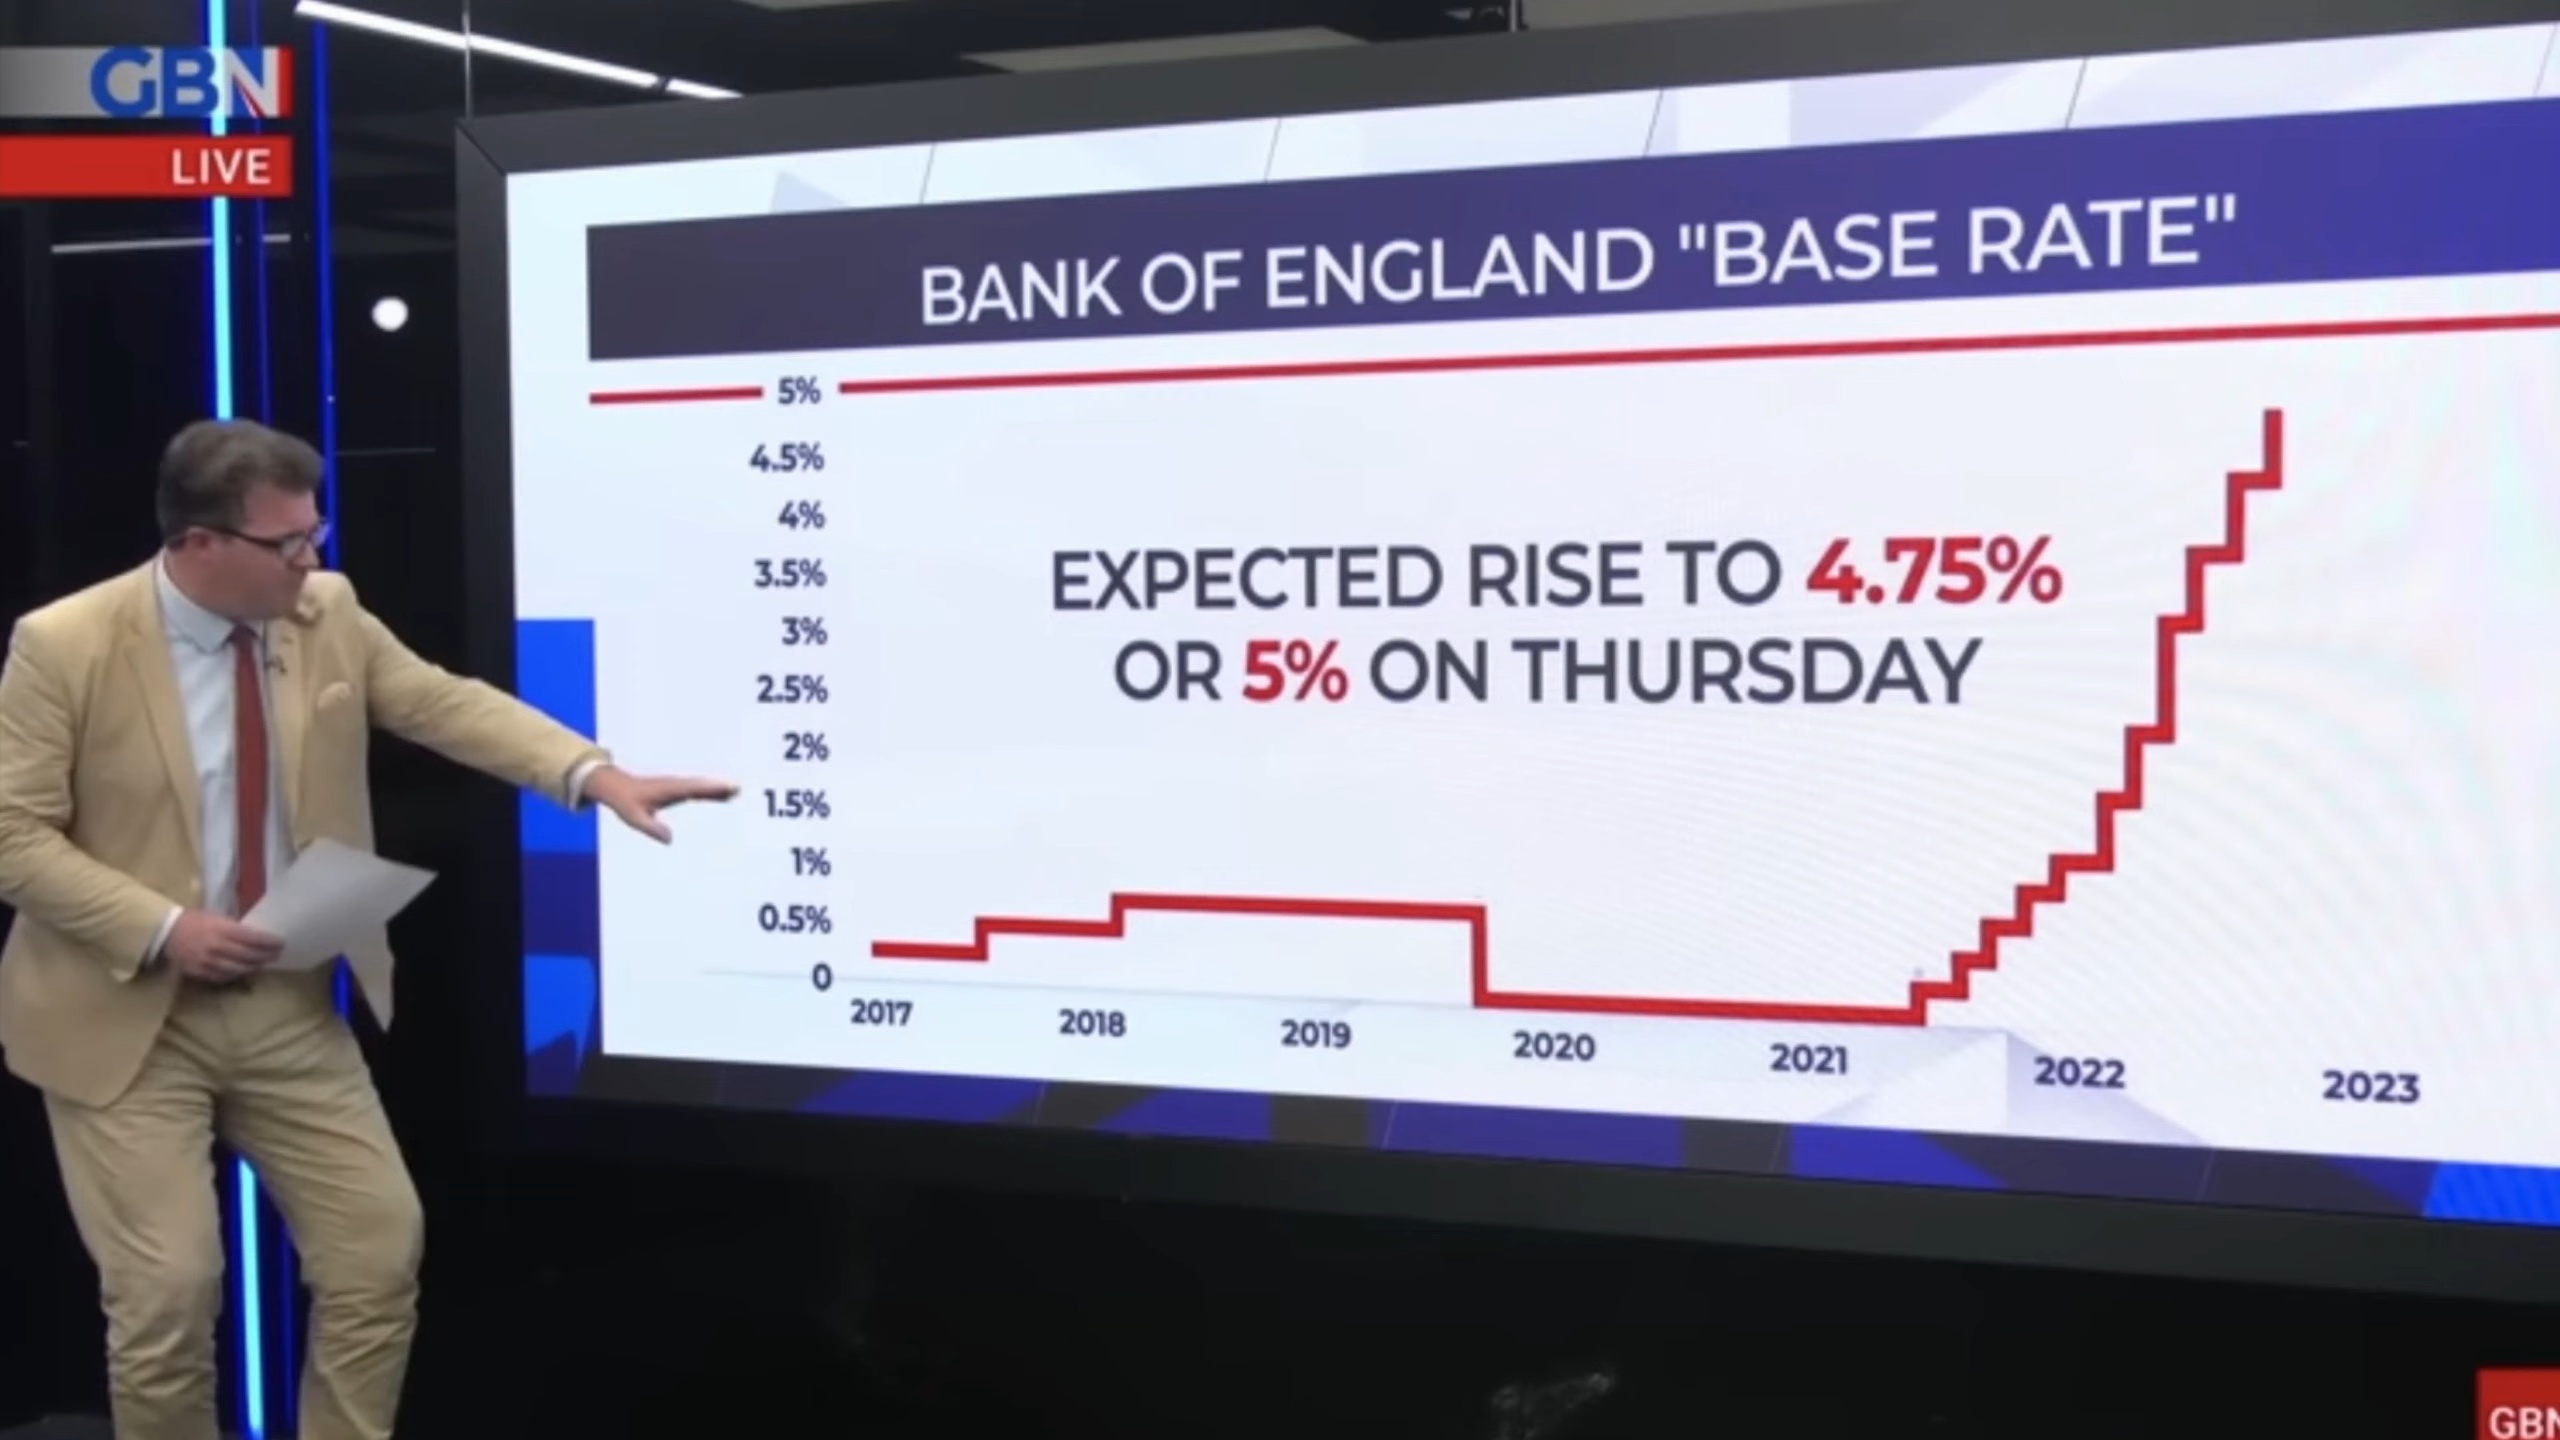 GBN
LIVE
BANK OF ENGLAND "BASE RATE"
5%
4.5%
4%
3.5%
3%
2.5%
2%
1.5%
1%
0.5%
0
EXPECTED RISE TO 4.75%
OR 5% ON THURSDAY
2017 2018 2019 2020 2021 2022 2023
GBN